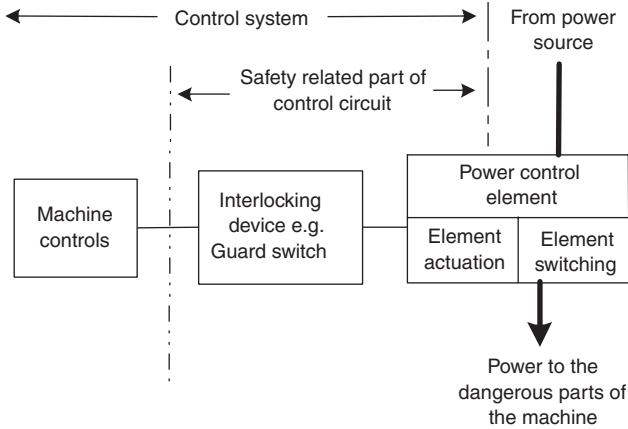 Control system
From power
source
Safety related part of
control circuit
Machine
controls
Interlocking
device e.g.
Guard switch
Power control
element
Element
actuation
Element
switching
Power to the
dangerous parts of
the machine